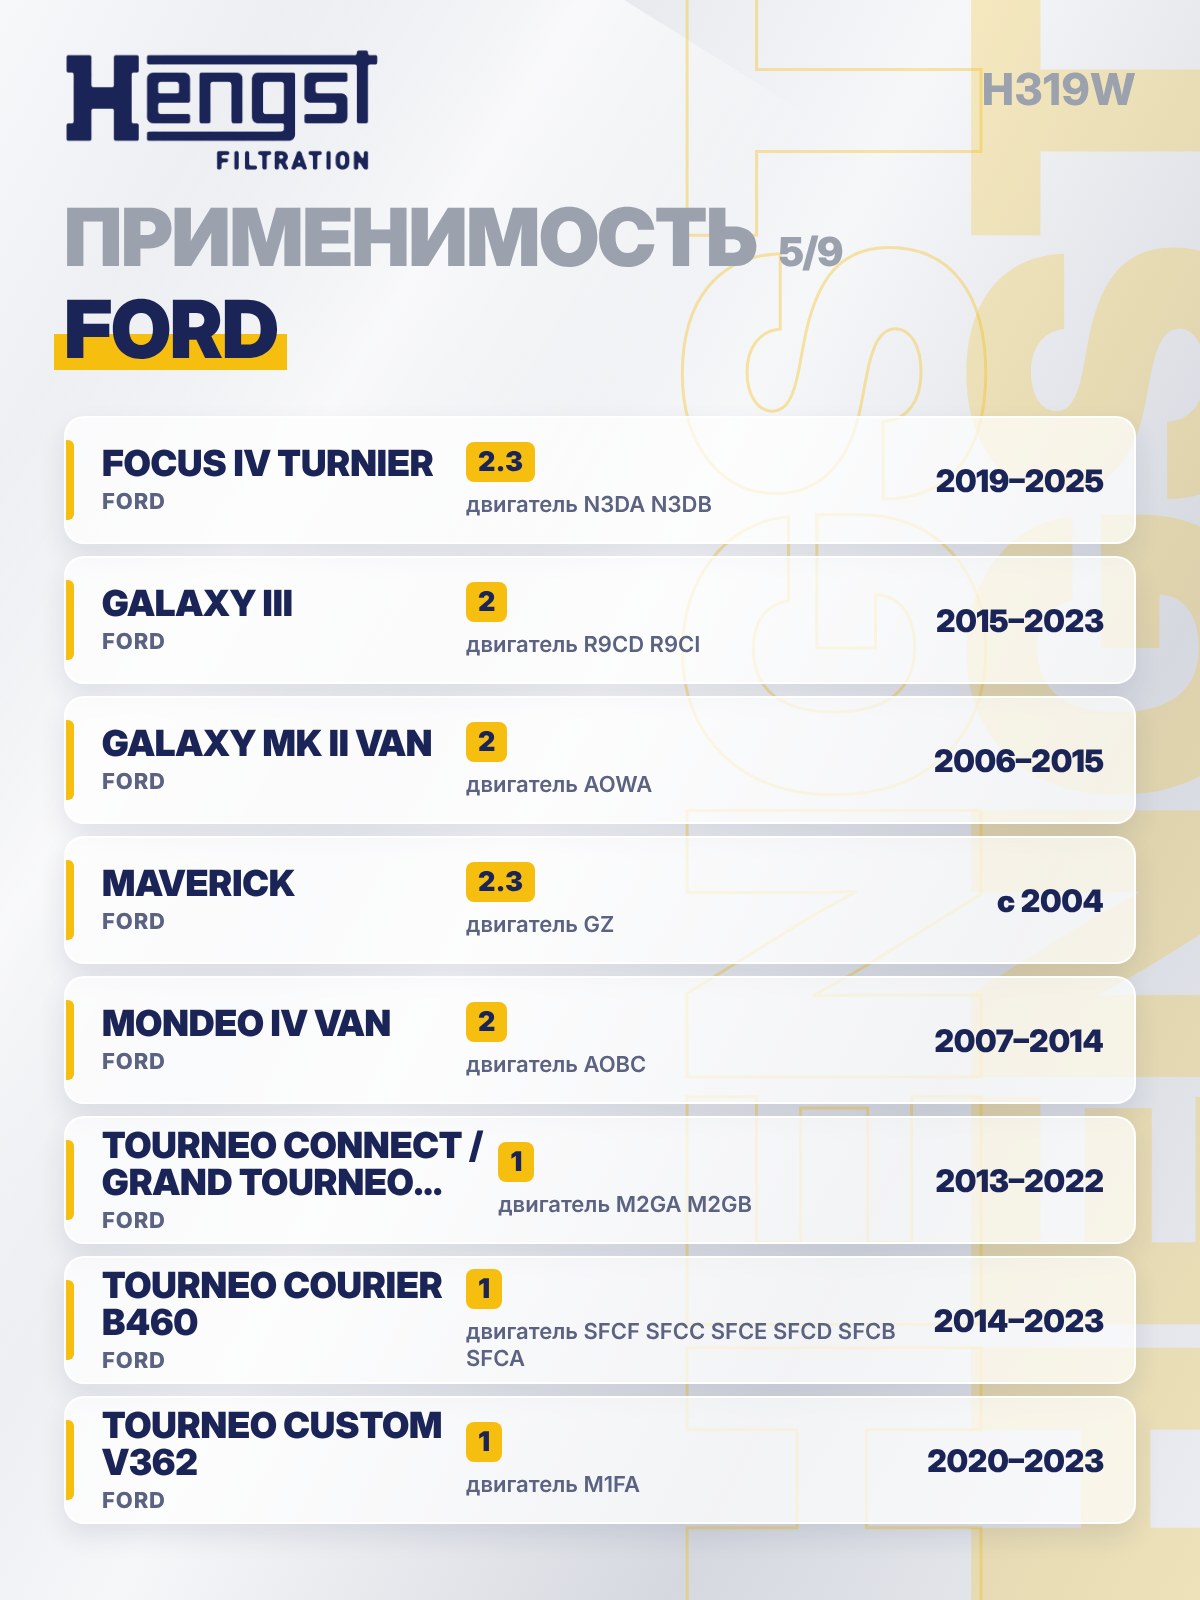 Hengst
FILTRATION
H319W
ПРИМЕНИМОСТЬ 5/9
FORD
FOCUS IV TURNIER
FORD
2.3
двигатель N3DA N3DB
2019–2025
GALAXY III
FORD
2
двигатель R9CD R9CI
2015–2023
GALAXY MK II VAN
FORD
2
двигатель AOWA
2006–2015
MAVERICK
FORD
2.3
двигатель GZ
с 2004
MONDEO IV VAN
FORD
2
двигатель AOBC
2007–2014
TOURNEO CONNECT /
GRAND TOURNEO...
FORD
1
двигатель M2GA M2GB
2013–2022
TOURNEO COURIER
B460
FORD
1
двигатель SFCF SFCC SFCE SFCD SFCB
SFCA
2014–2023
TOURNEO CUSTOM
V362
FORD
1
двигатель M1FA
2020–2023
HENGST
HENGST